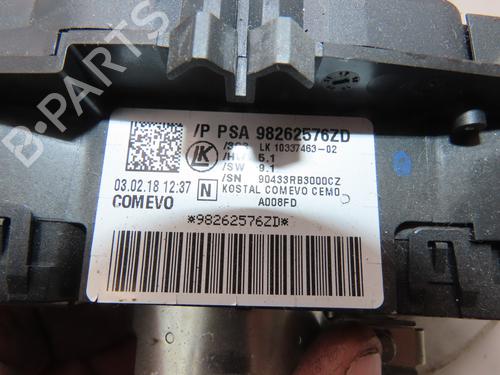 /P PSA 98262576ZD
LK 10337463-02
/HW 5.1
/SW 9.1
/SN 90433RB3000CZ
03.02.18 12:37 N KOSTAL COMEVO CEMO
COMEVO A008FD
*98262576ZD*
B-PARTS